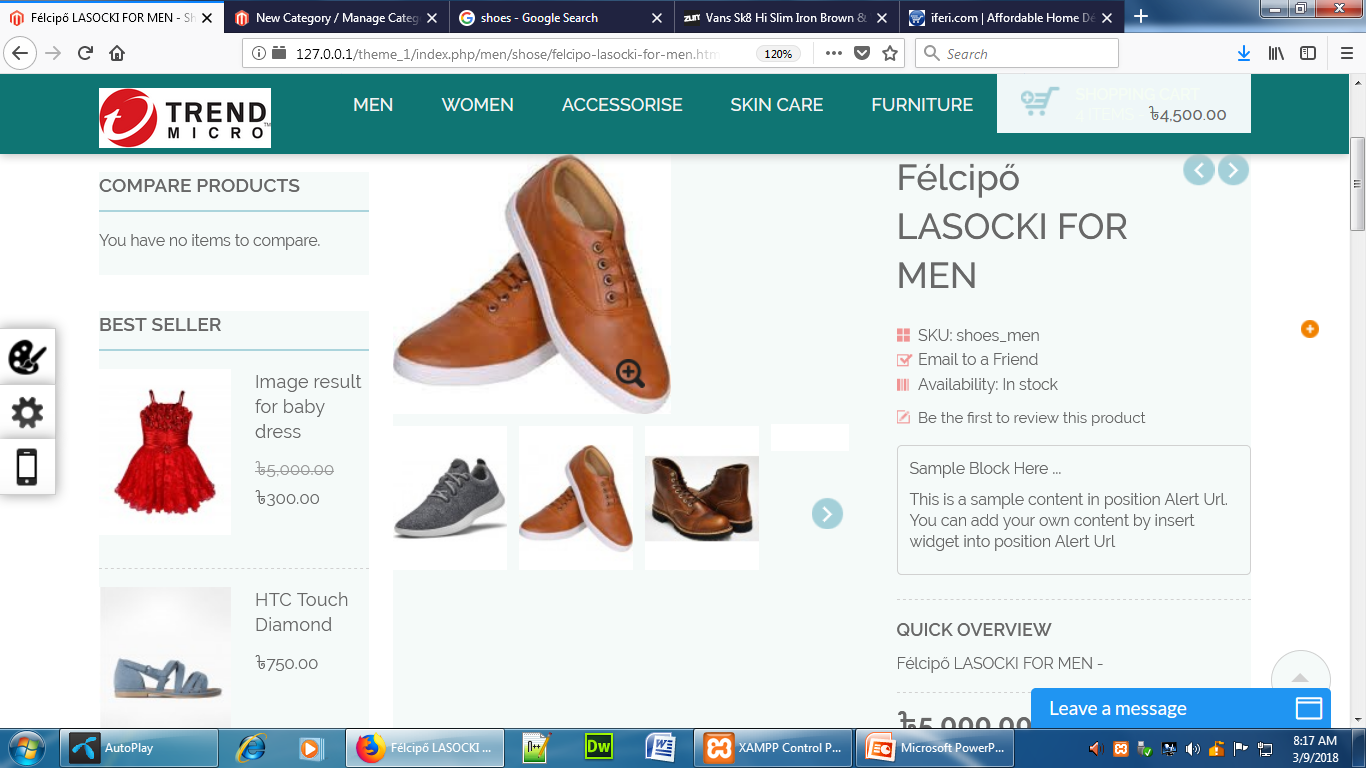 Félcipő LASOCKI FOR MEN - Sh
New Category / Manage Categ
shoes - Google Search
ZLIN
Vans Sk8 Hi Slim Iron Brown &
iferi.com | Affordable Home Dé
127.0.0.1/theme_1/index.php/men/shose/felcipo-lasocki-for-men.htm
120%
Search
TREND
MICRO
MEN
WOMEN
ACCESSORISE
SKIN CARE
FURNITURE
SHOPPING CART
৳4,500.00
COMPARE PRODUCTS
You have no items to compare.
BEST SELLER
Image result
for baby
dress
৳5,000.00
৳300.00
HTC Touch
Diamond
৳750.00
Félcipő
LASOCKI FOR
MEN
SKU: shoes_men
Email to a Friend
Availability: In stock
Be the first to review this product
Sample Block Here ...
This is a sample content in position Alert Url.
You can add your own content by insert
widget into position Alert Url
QUICK OVERVIEW
Félcipő LASOCKI FOR MEN -
৳5,000.00
Leave a message
AutoPlay
Félcipő LASOCKI ...
Dw
XAMPP Control P...
Microsoft PowerP...
8:17 AM
3/9/2018